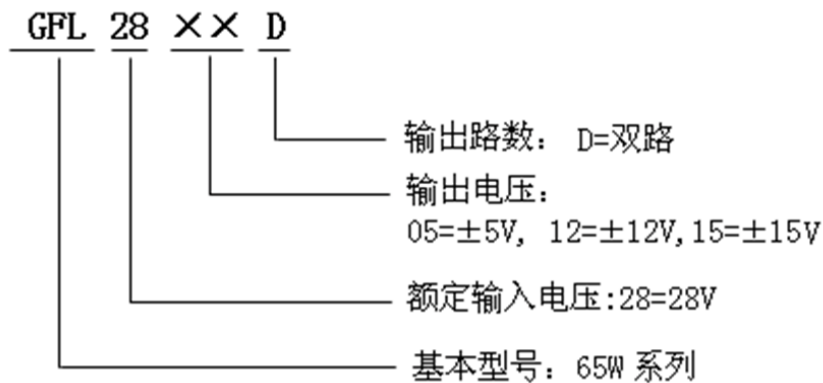 GFL 28 ×× D
输出路数： D=双路
输出电压：
05=±5V, 12=±12V,15=±15V
额定输入电压:28=28V
基本型号：65W 系列